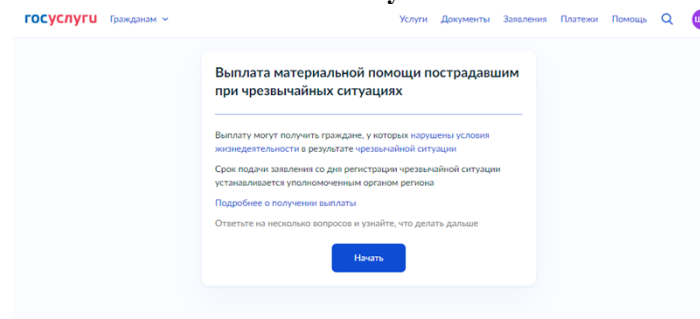 госуслуги Гражданам Услуги Документы Заявления Платежи Помощь
Выплата материальной помощи пострадавшим
при чрезвычайных ситуациях
Выплату могут получить граждане, у которых нарушены условия
жизнедеятельности в результате чрезвычайной ситуации
Срок подачи заявления со дня регистрации чрезвычайной ситуации
устанавливается уполномоченным органом региона
Подробнее о получении выплаты
Ответьте на несколько вопросов и узнайте, что делать дальше
Начать